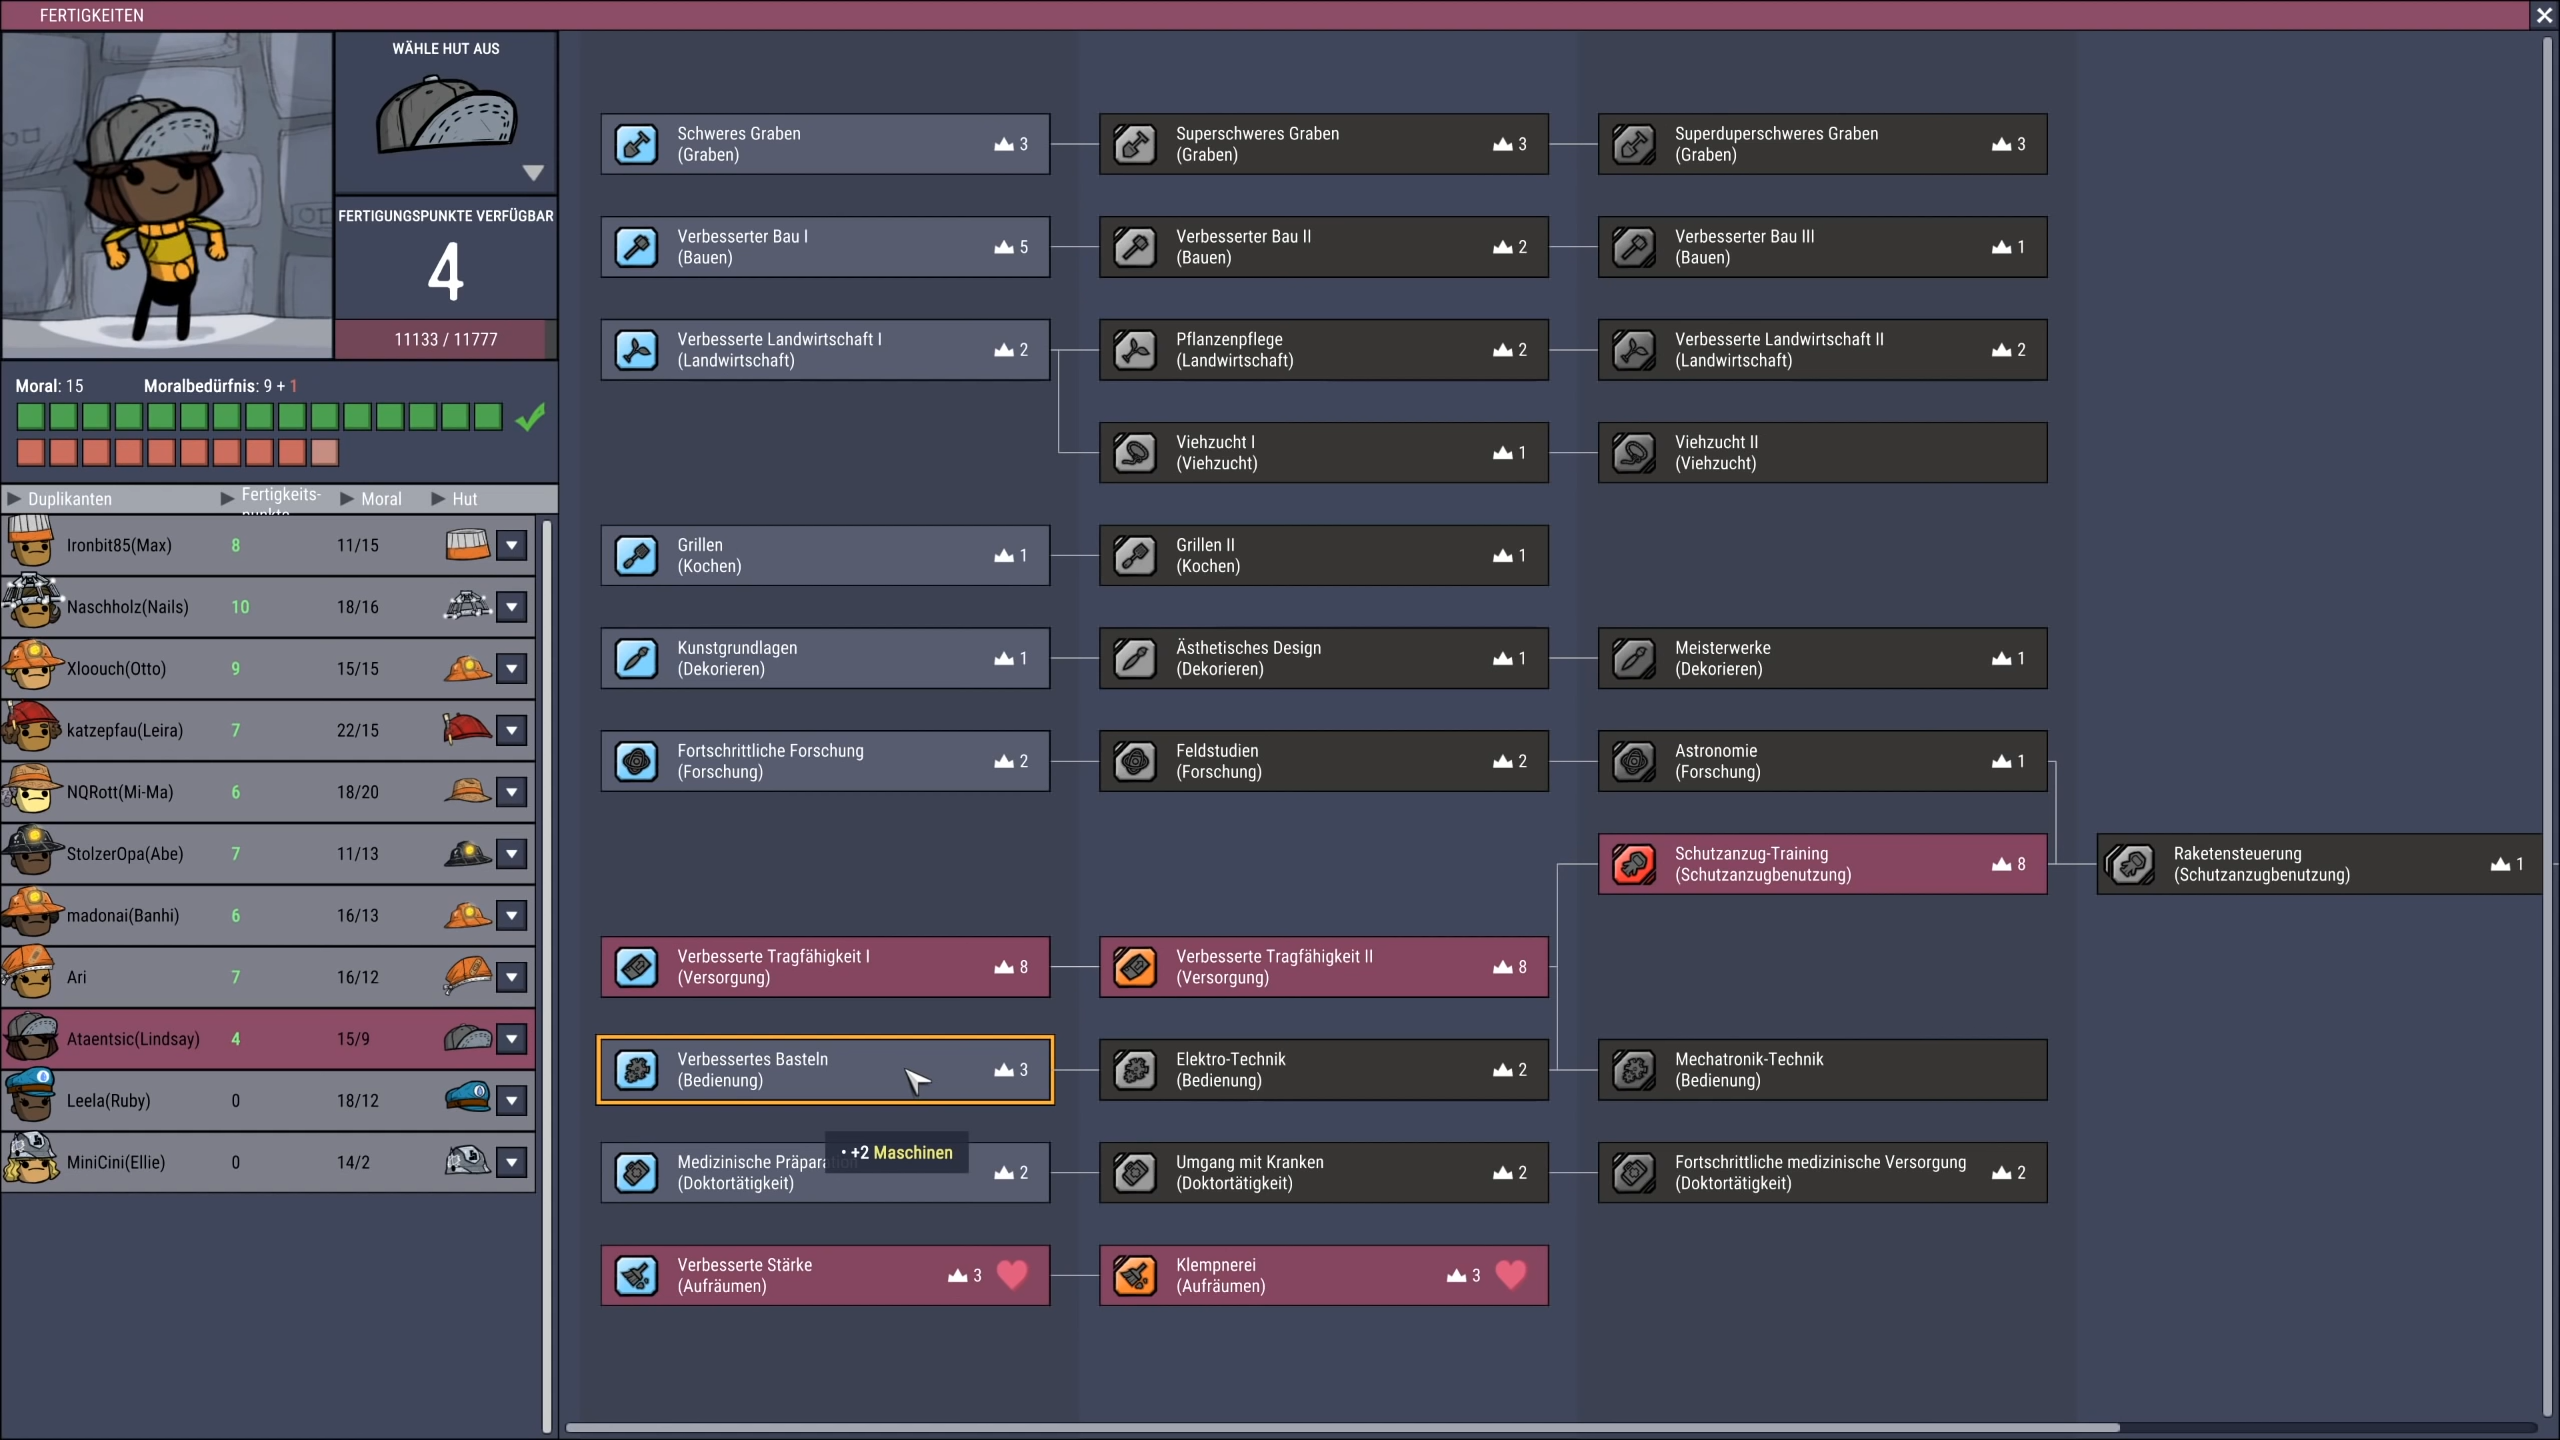 FERTIGKEITEN
WÄHLE HUT AUS
FERTIGUNGSPUNKTE VERFÜGBAR
4
11133 / 11777
Moral: 15
Moralbedürfnis: 9 + 1
Duplikanten
Fertigkeits-
punkte
Moral
Hut
Ironbit85(Max) 8 11/15
Naschholz(Nails) 10 18/16
Xloouch(Otto) 9 15/15
katzepfau(Leira) 7 22/15
NQRott(Mi-Ma) 6 18/20
StolzerOpa(Abe) 7 11/13
madonai(Banhi) 6 16/13
Ari 7 16/12
Ataentsic(Lindsay) 4 15/9
Leela(Ruby) 0 18/12
MiniCini(Ellie) 0 14/2
Schweres Graben
(Graben)
3
Superschweres Graben
(Graben)
3
Superduperschweres Graben
(Graben)
3
Verbesserter Bau I
(Bauen)
5
Verbesserter Bau II
(Bauen)
2
Verbesserter Bau III
(Bauen)
1
Verbesserte Landwirtschaft I
(Landwirtschaft)
2
Pflanzenpflege
(Landwirtschaft)
2
Verbesserte Landwirtschaft II
(Landwirtschaft)
2
Viehzucht I
(Viehzucht)
1
Viehzucht II
(Viehzucht)
Grillen
(Kochen)
1
Grillen II
(Kochen)
1
Kunstgrundlagen
(Dekorieren)
1
Ästhetisches Design
(Dekorieren)
1
Meisterwerke
(Dekorieren)
1
Fortschrittliche Forschung
(Forschung)
2
Feldstudien
(Forschung)
2
Astronomie
(Forschung)
1
Schutzanzug-Training
(Schutzanzugbenutzung)
8
Raketensteuerung
(Schutzanzugbenutzung)
1
Verbesserte Tragfähigkeit I
(Versorgung)
8
Verbesserte Tragfähigkeit II
(Versorgung)
8
Verbessertes Basteln
(Bedienung)
3
Elektro-Technik
(Bedienung)
2
Mechatronik-Technik
(Bedienung)
• +2 Maschinen
Medizinische Präparation
(Doktortätigkeit)
2
Umgang mit Kranken
(Doktortätigkeit)
2
Fortschrittliche medizinische Versorgung
(Doktortätigkeit)
2
Verbesserte Stärke
(Aufräumen)
3
Klempnerei
(Aufräumen)
3